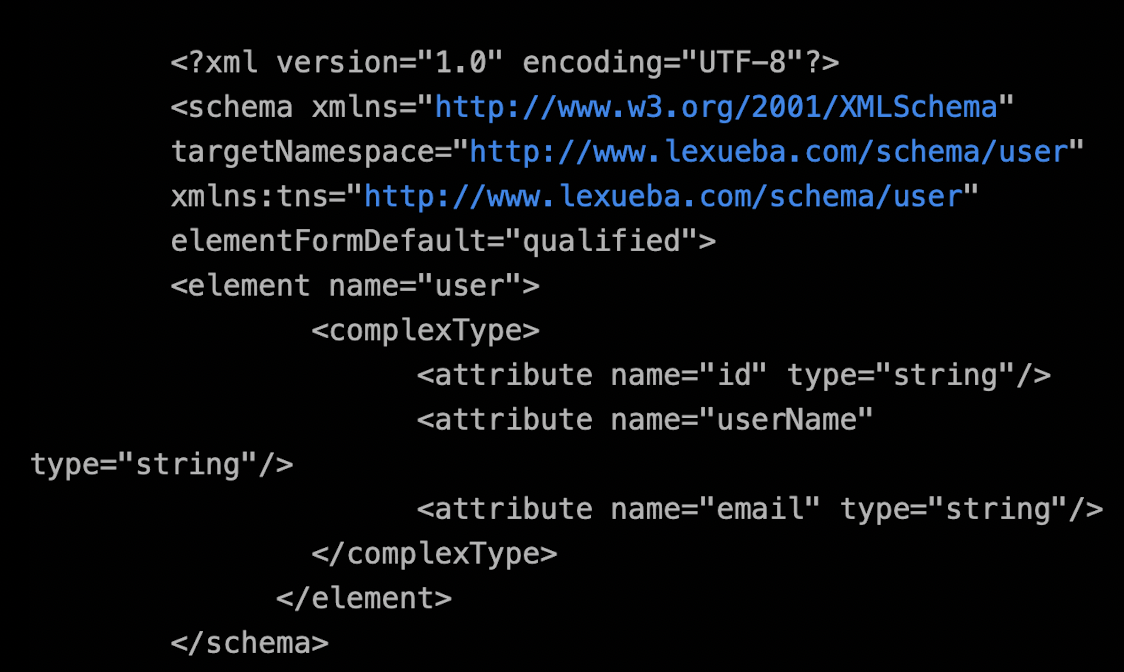 <?xml version="1.0" encoding="UTF-8"?>
<schema xmlns="http://www.w3.org/2001/XMLSchema"
targetNamespace="http://www.lexueba.com/schema/user"
xmlns:tns="http://www.lexueba.com/schema/user"
elementFormDefault="qualified">
<element name="user">
<complexType>
<attribute name="id" type="string"/>
<attribute name="userName"
type="string"/>
<attribute name="email" type="string"/>
</complexType>
</element>
</schema>